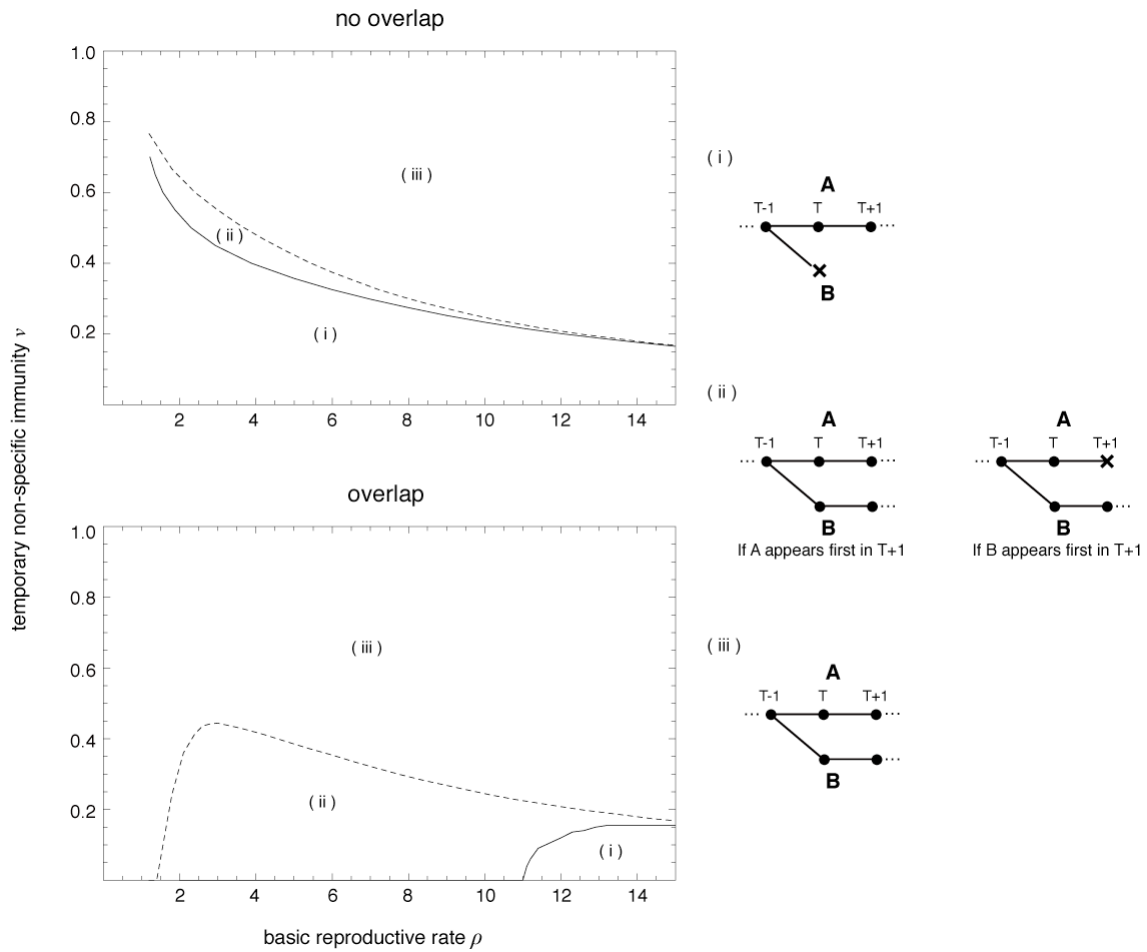 no overlap
1.0
0.8
0.6
0.4
0.2
( iii )
( ii )
( i )
2 4 6 8 10 12 14
temporary non-specific immunity ν
overlap
1.0
0.8
0.6
0.4
0.2
( iii )
( ii )
( i )
2 4 6 8 10 12 14
basic reproductive rate ρ
( i )
A
T-1 T T+1
... ...
B
( ii )
A
T-1 T T+1
... ...
B
If A appears first in T+1
A
T-1 T T+1
... ...
B
If B appears first in T+1
( iii )
A
T-1 T T+1
... ...
...
B